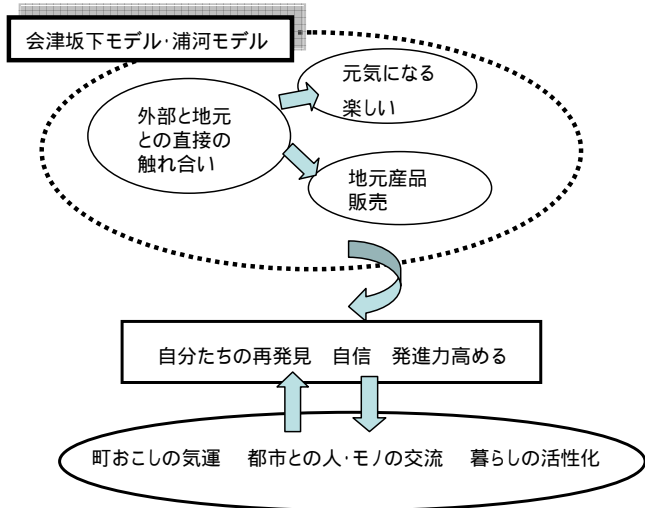 会津坂下モデル・浦河モデル
元気になる
楽しい
外部と地元
との直接の
触れ合い
地元産品
販売
自分たちの再発見　自信　発進力高める
町おこしの気運　都市との人・モノの交流　暮らしの活性化